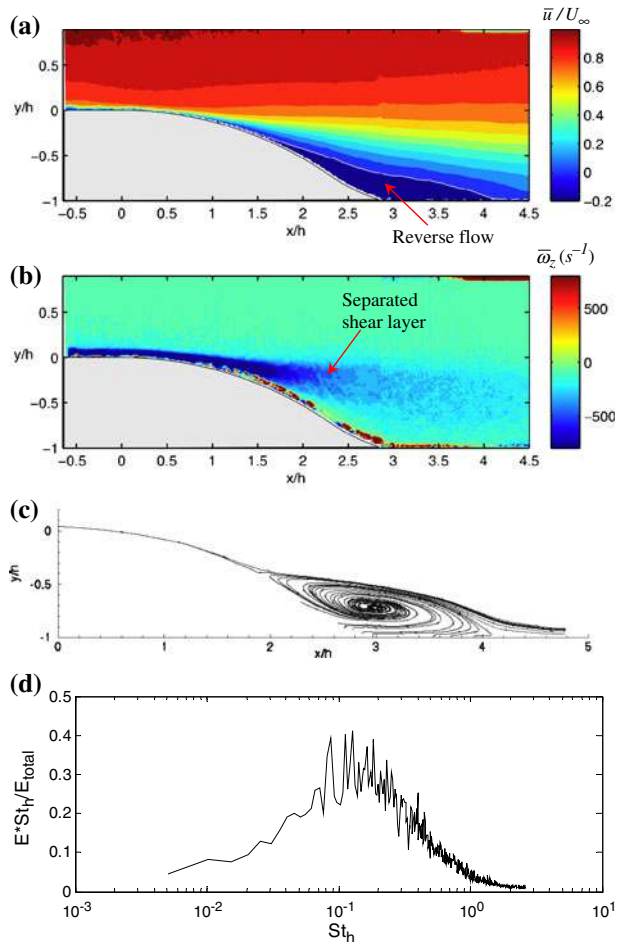 (a)
u̅ / U∞
0.5
y/h
0
−0.5
−1
−0.5 0 0.5 1 1.5 2 2.5 3 3.5 4 4.5
x/h
0.8
0.6
0.4
0.2
0
−0.2
Reverse flow
(b)
ω̅z (s⁻¹)
0.5
y/h
0
−0.5
−1
−0.5 0 0.5 1 1.5 2 2.5 3 3.5 4 4.5
x/h
500
0
−500
Separated
shear layer
(c)
0
y/h
-0.5
-1
0 1 2 3 4 5
x/h
(d)
0.5
0.4
0.3
0.2
0.1
0
E*St_h/E_total
10⁻³ 10⁻² 10⁻¹ 10⁰ 10¹
St_h